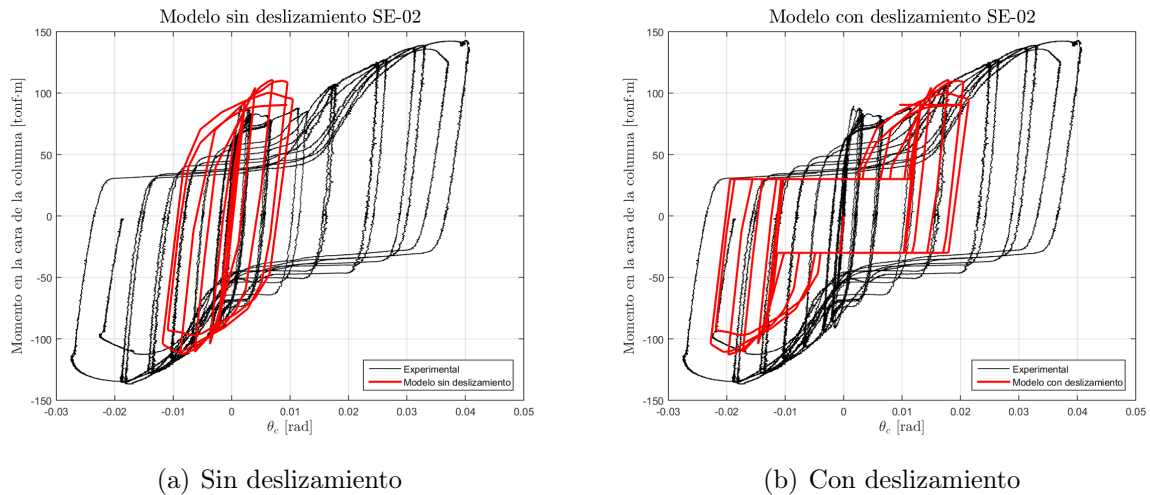 Modelo sin deslizamiento SE-02
Momento en la cara de la columna [tonf·m]
150
100
50
0
-50
-100
-150
-0.03 -0.02 -0.01 0 0.01 0.02 0.03 0.04 0.05
θc [rad]
Experimental
Modelo sin deslizamiento
(a) Sin deslizamiento
Modelo con deslizamiento SE-02
Momento en la cara de la columna [tonf·m]
150
100
50
0
-50
-100
-150
-0.03 -0.02 -0.01 0 0.01 0.02 0.03 0.04 0.05
θc [rad]
Experimental
Modelo con deslizamiento
(b) Con deslizamiento